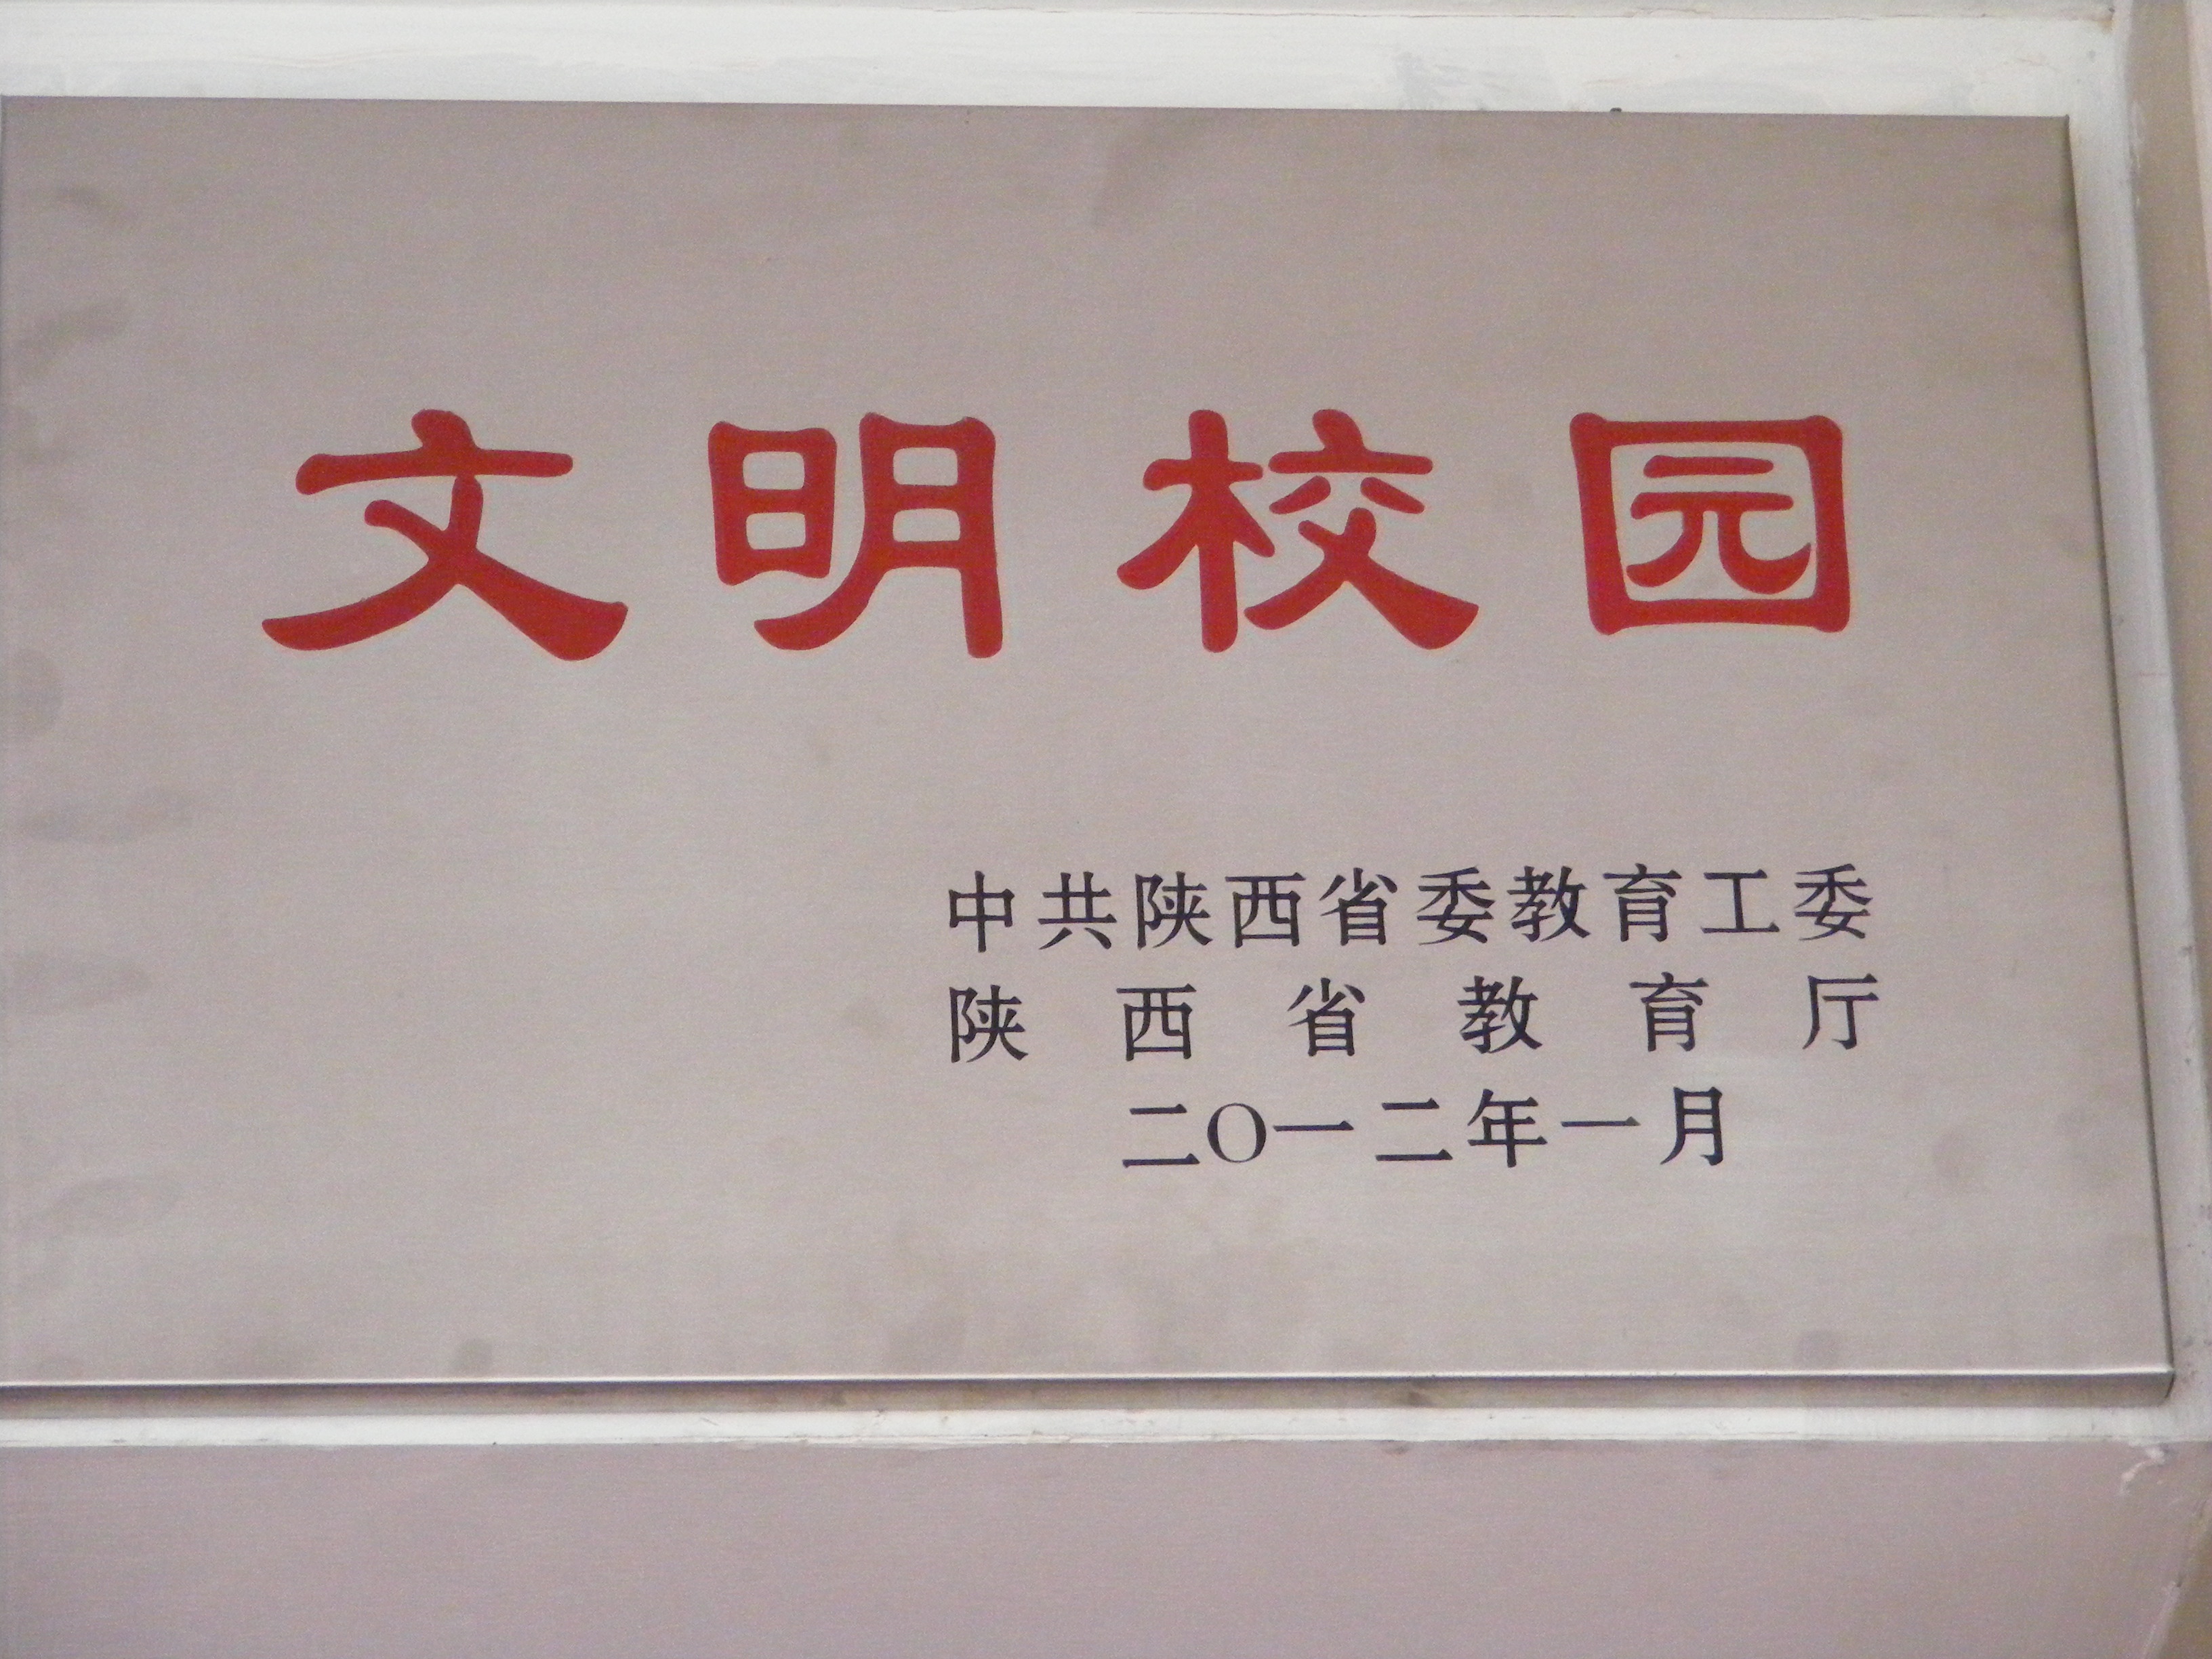 文明校园
中共陕西省委教育工委
陕西省教育厅
二〇一二年一月